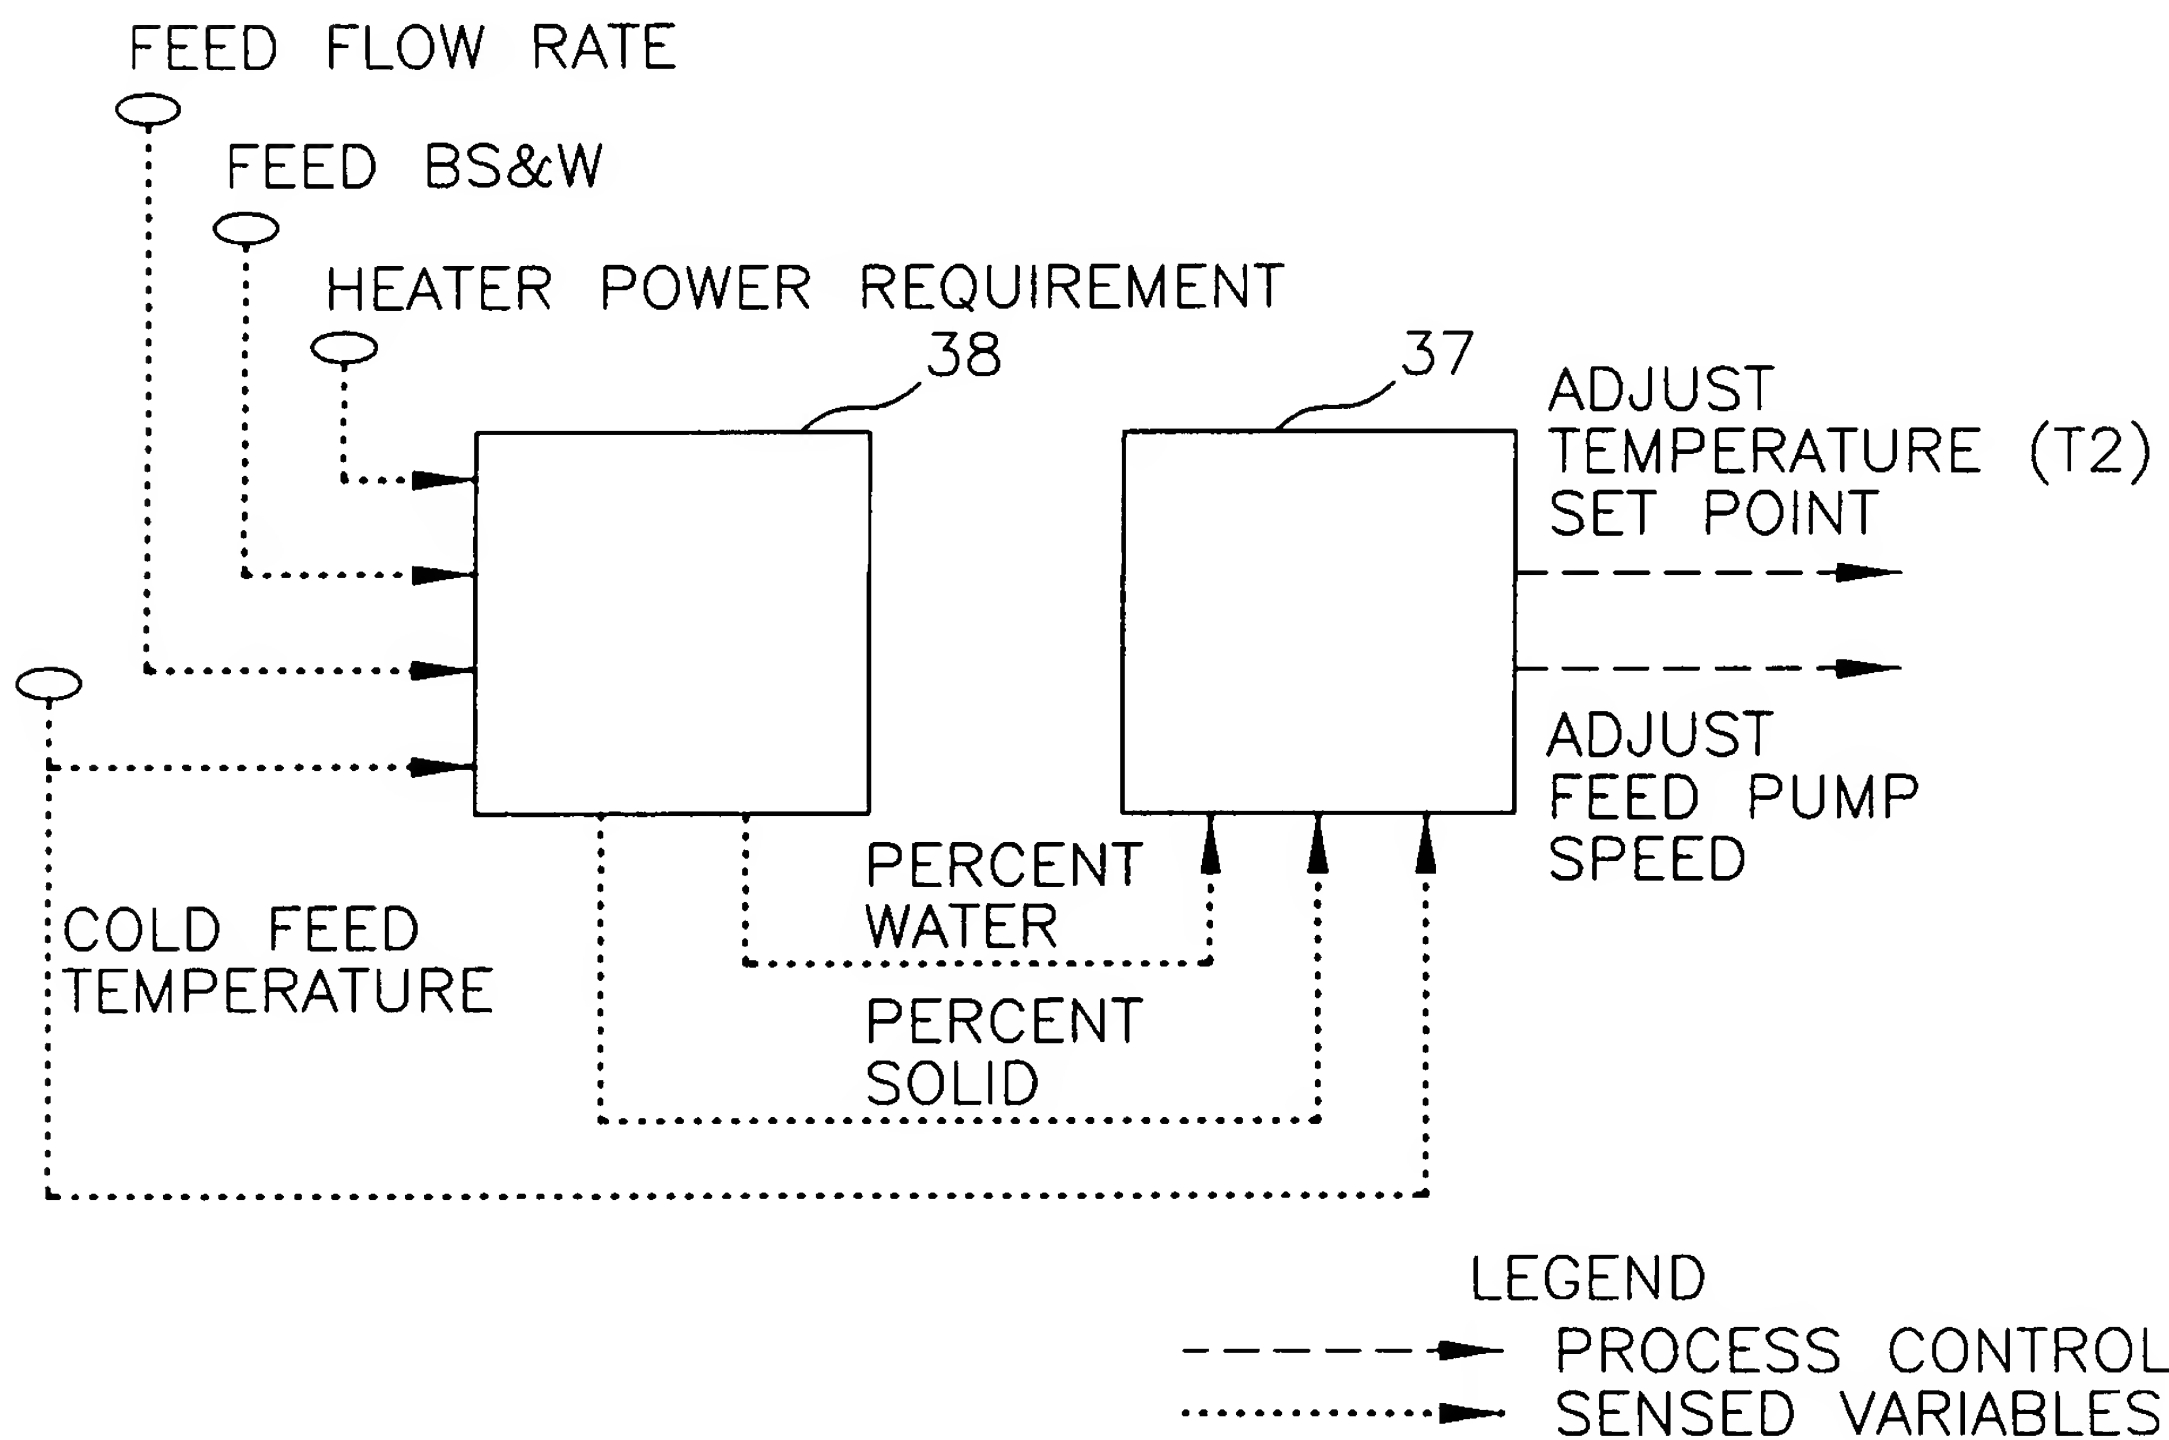 FEED FLOW RATE
FEED BS&W
HEATER POWER REQUIREMENT
38
37
ADJUST
TEMPERATURE (T2)
SET POINT
ADJUST
FEED PUMP
SPEED
PERCENT
WATER
COLD FEED
TEMPERATURE
PERCENT
SOLID
LEGEND
PROCESS CONTROL
SENSED VARIABLES